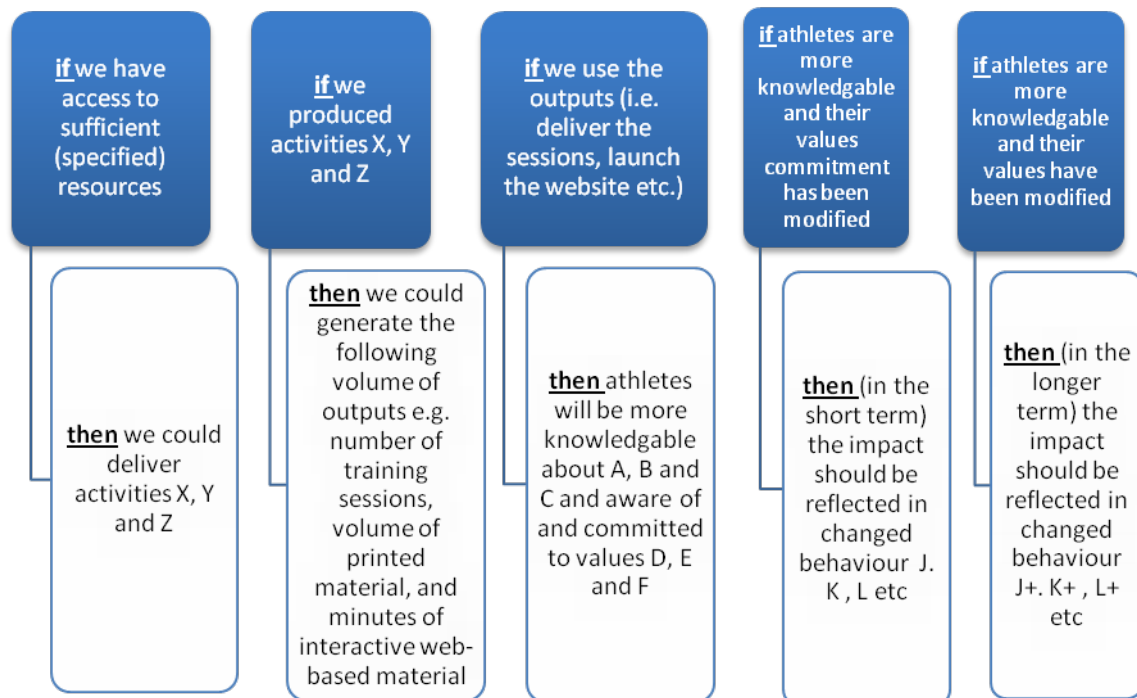 if we have
access to
sufficient
(specified)
resources
then we could
deliver
activities X, Y
and Z
if we
produced
activities X, Y
and Z
then we could
generate the
following
volume of
outputs e.g.
number of
training
sessions,
volume of
printed
material, and
minutes of
interactive web-
based material
if we use the
outputs (i.e.
deliver the
sessions, launch
the website etc.)
then athletes
will be more
knowledgable
about A, B and
C and aware of
and committed
to values D, E
and F
if athletes are
more
knowledgable
and their
values
commitment
has been
modified
then (in the
short term)
the impact
should be
reflected in
changed
behaviour J.
K , L etc
if athletes are
more
knowledgable
and their
values have
been modified
then (in the
longer
term) the
impact
should be
reflected in
changed
behaviour
J+. K+ , L+
etc